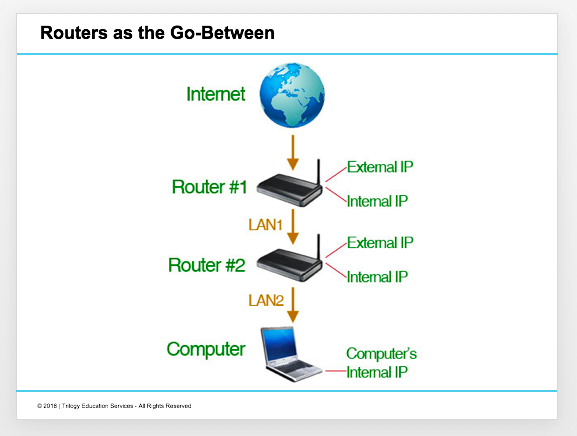 Routers as the Go-Between
Internet
External IP
Router #1
Internal IP
LAN1
External IP
Router #2
Internal IP
LAN2
Computer
Computer's
Internal IP
© 2018 | Trilogy Education Services - All Rights Reserved